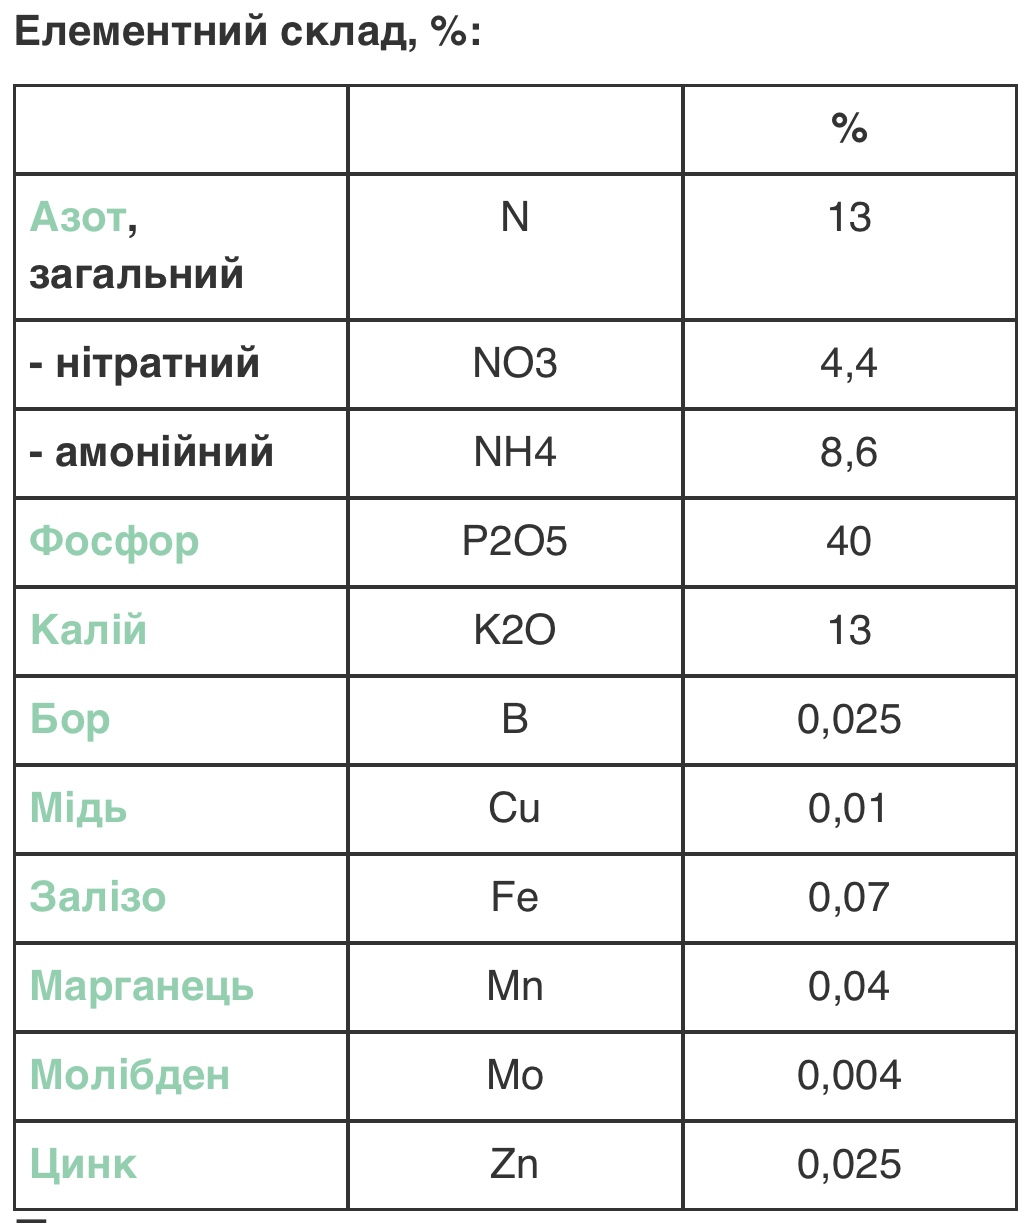 Елементний склад, %:
%
Азот, N 13
загальний
- нітратний NO3 4,4
- амонійний NH4 8,6
Фосфор P2O5 40
Калій K2O 13
Бор B 0,025
Мідь Cu 0,01
Залізо Fe 0,07
Марганець Mn 0,04
Молібден Mo 0,004
Цинк Zn 0,025